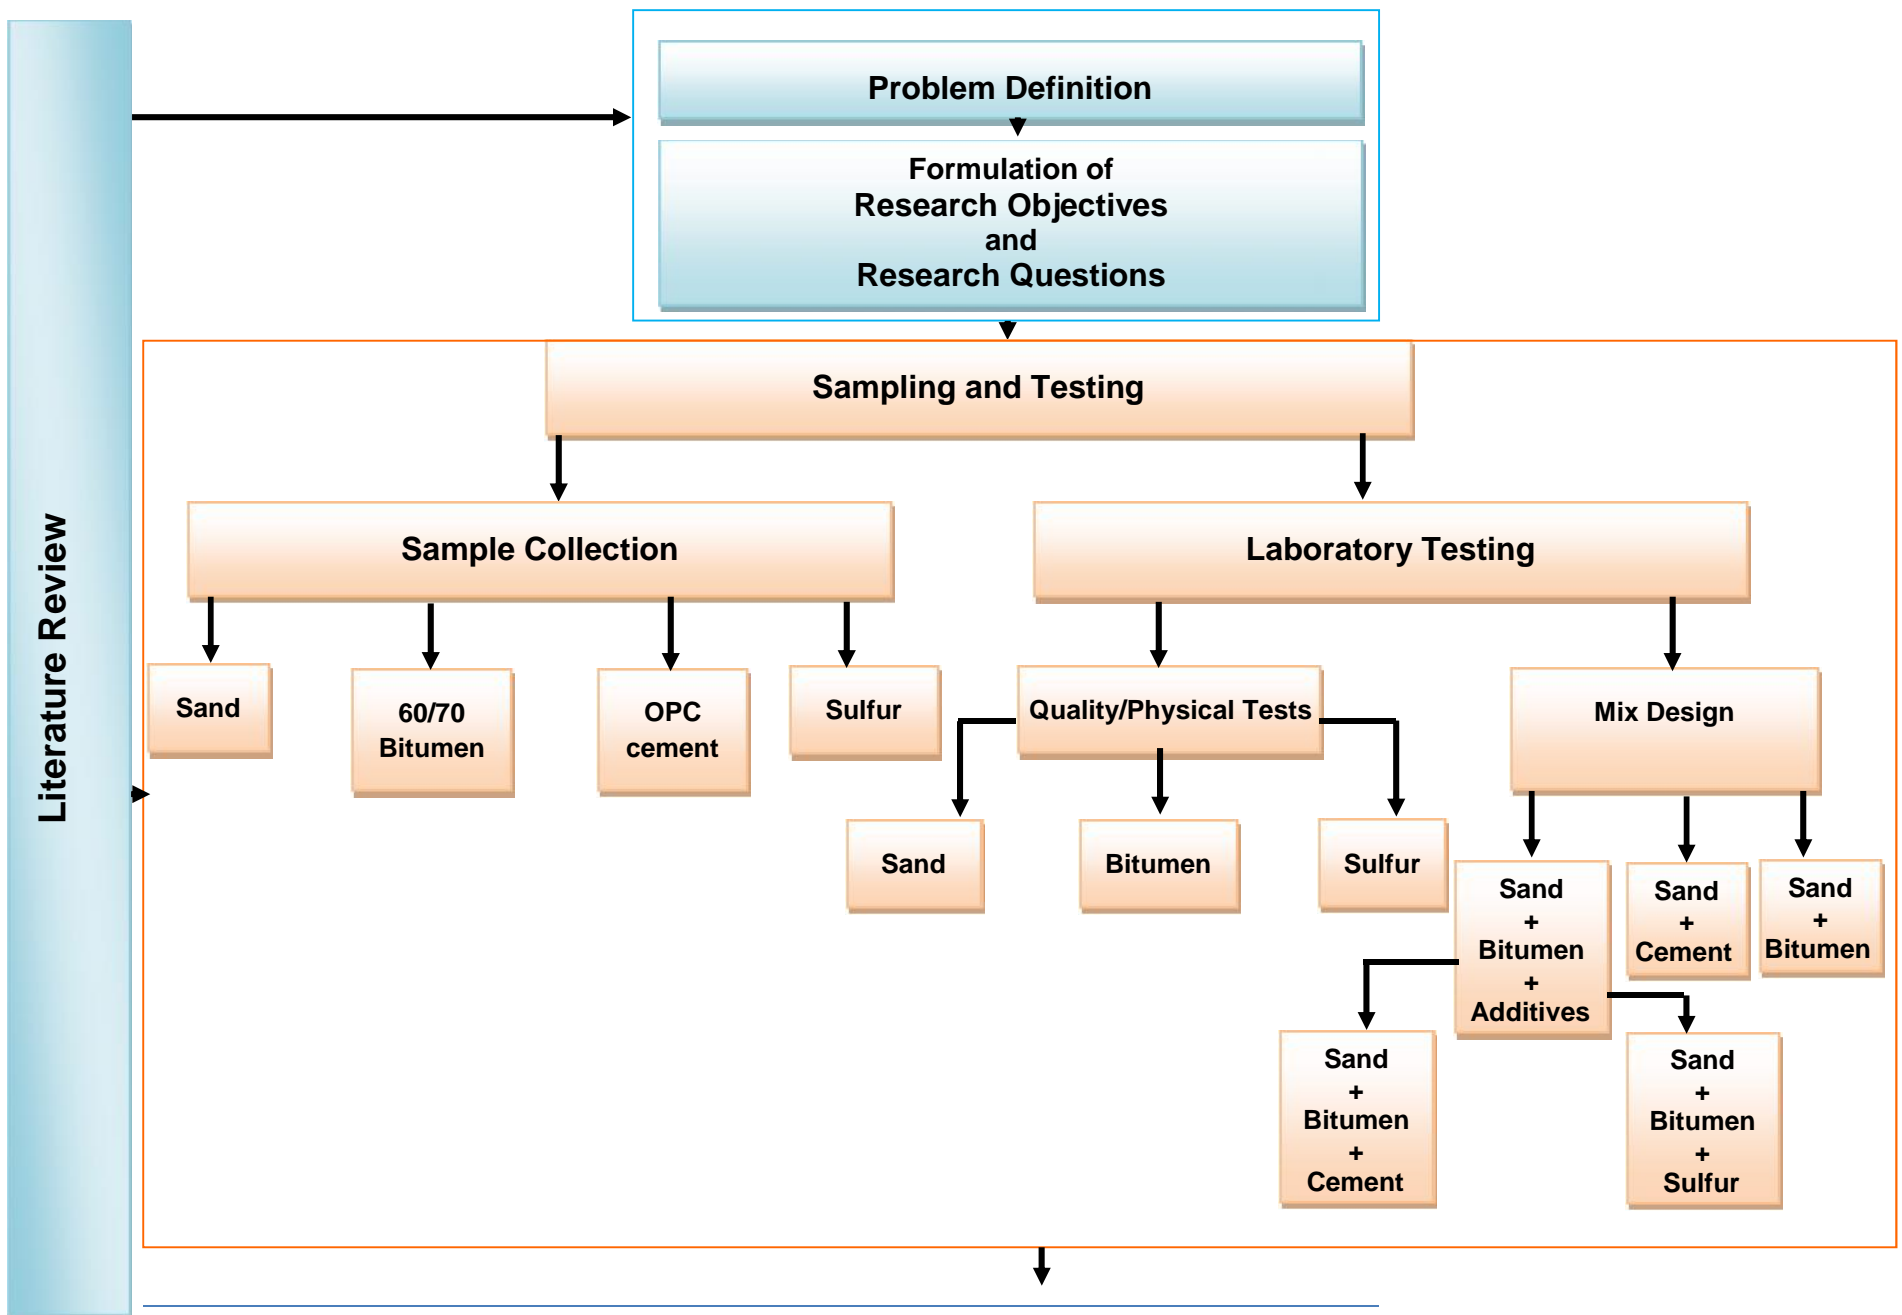 Literature Review
Problem Definition
Formulation of
Research Objectives
and
Research Questions
Sampling and Testing
Sample Collection
Laboratory Testing
Sand
60/70
Bitumen
OPC
cement
Sulfur
Quality/Physical Tests
Mix Design
Sand
Bitumen
Sulfur
Sand
+
Bitumen
+
Additives
Sand
+
Cement
Sand
+
Bitumen
Sand
+
Bitumen
+
Cement
Sand
+
Bitumen
+
Sulfur